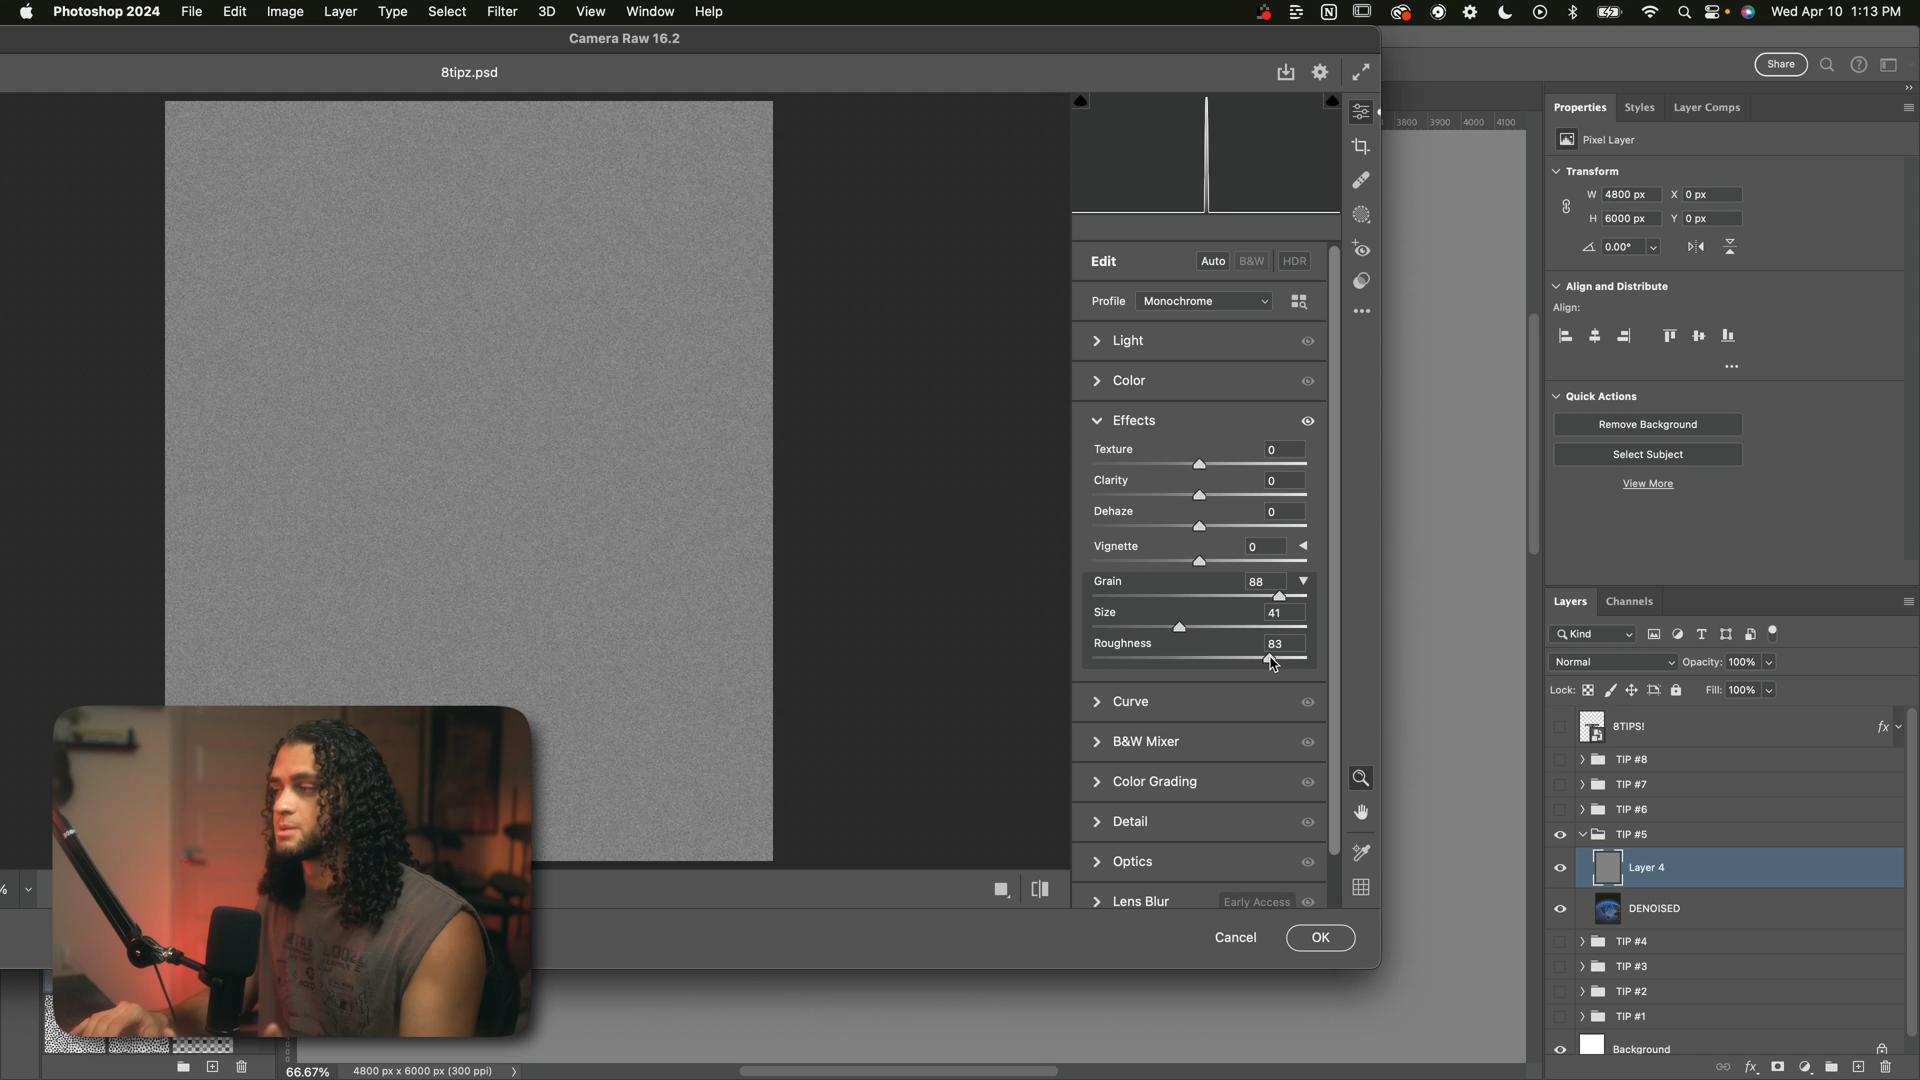 Photoshop 2024 File Edit Image Layer Type Select Filter 3D View Window Help Wed Apr 10 1:13 PM
Camera Raw 16.2
8tipz.psd
Share
3800 3900 4000 4100
Properties Styles Layer Comps
Pixel Layer
Transform
W 4800 px X 0 px
H 6000 px Y 0 px
0.00°
Align and Distribute
Align:
Quick Actions
Remove Background
Select Subject
View More
Edit Auto B&W HDR
Profile Monochrome
Light
Color
Effects
Texture 0
Clarity 0
Dehaze 0
Vignette 0
Grain 88
Size 41
Roughness 83
Curve
B&W Mixer
Color Grading
Detail
Optics
Lens Blur Early Access
Cancel OK
Layers Channels
Kind
Normal Opacity: 100%
Lock: Fill: 100%
8TIPS! fx
TIP #8
TIP #7
TIP #6
TIP #5
Layer 4
DENOISED
TIP #4
TIP #3
TIP #2
TIP #1
Background
%
66.67% 4800 px x 6000 px (300 ppi)
fx